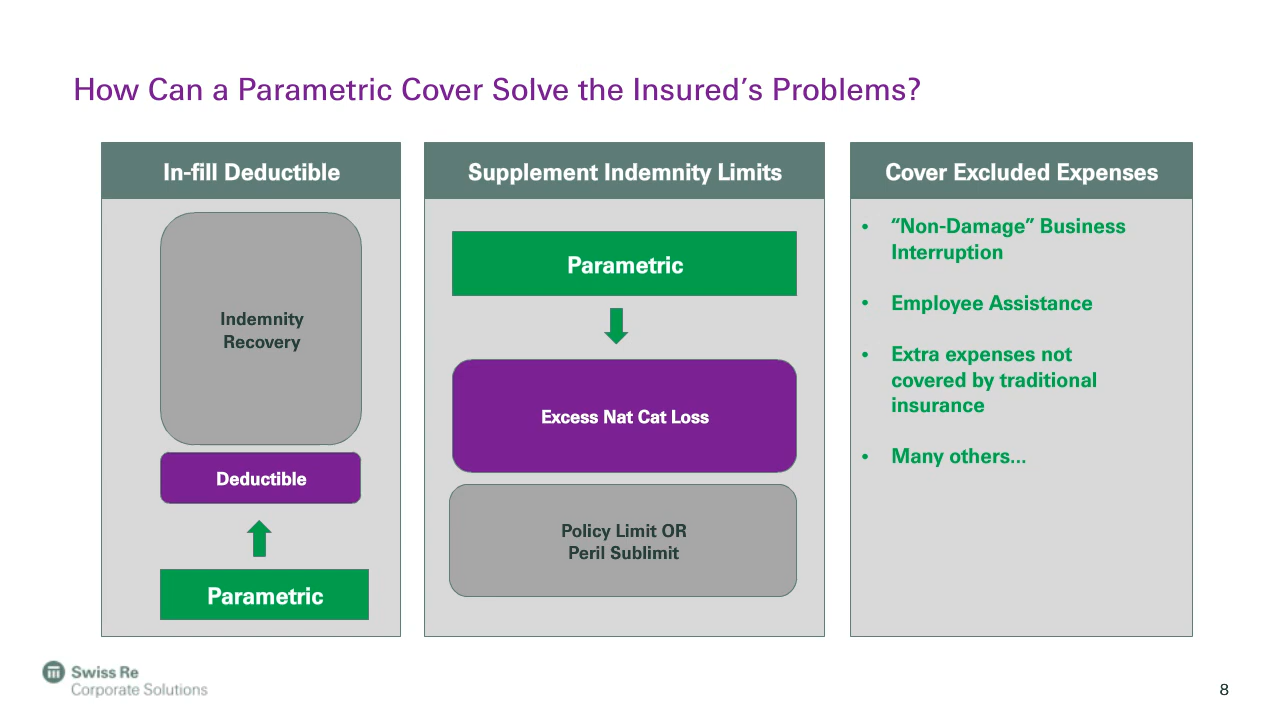 How Can a Parametric Cover Solve the Insured’s Problems?
In-fill Deductible
Indemnity
Recovery
Deductible
Parametric
Supplement Indemnity Limits
Parametric
Excess Nat Cat Loss
Policy Limit OR
Peril Sublimit
Cover Excluded Expenses
• “Non-Damage” Business
Interruption
• Employee Assistance
• Extra expenses not
covered by traditional
insurance
• Many others...
Swiss Re
Corporate Solutions
8